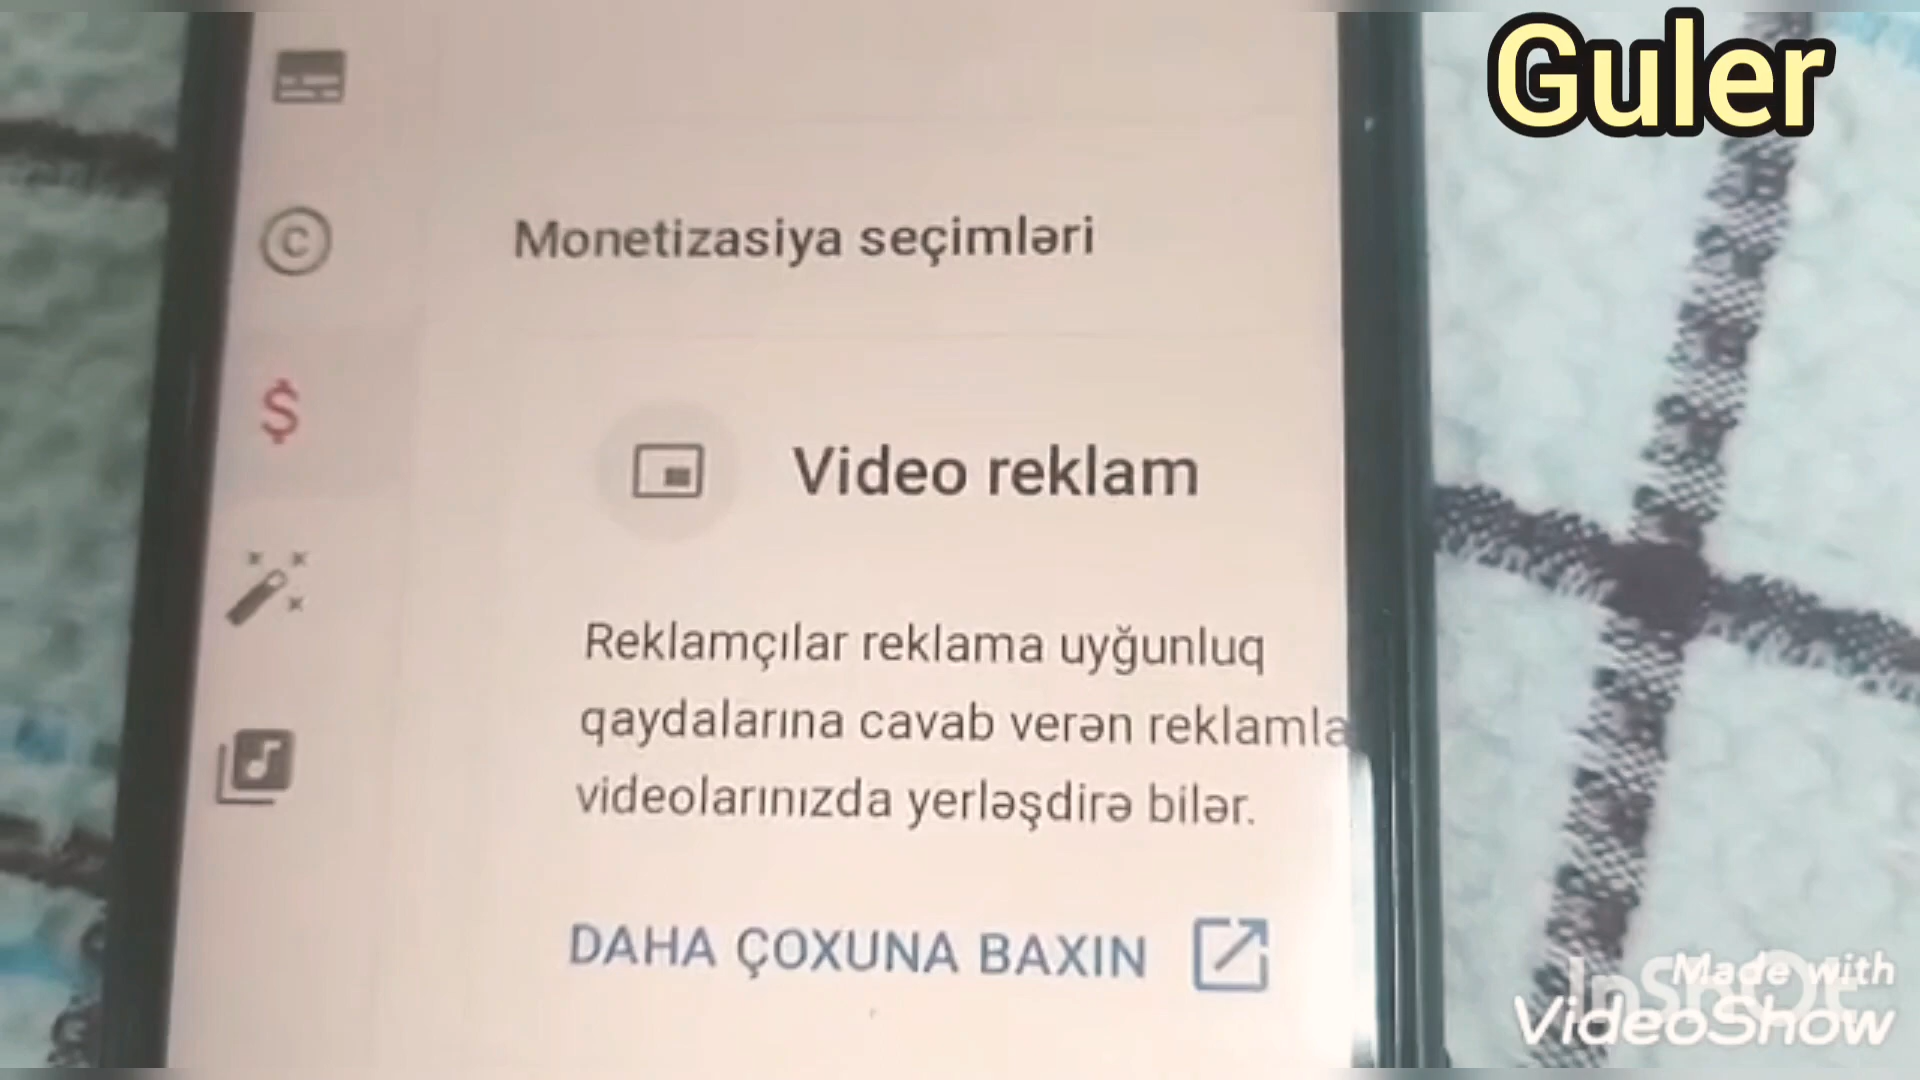 Guler
Monetizasiya seçimləri
Video reklam
Reklamçılar reklama uyğunluq
qaydalarına cavab verən reklamla
videolarınızda yerləşdirə bilər.
DAHA ÇOXUNA BAXIN
Made with
InShOt
VideoShow